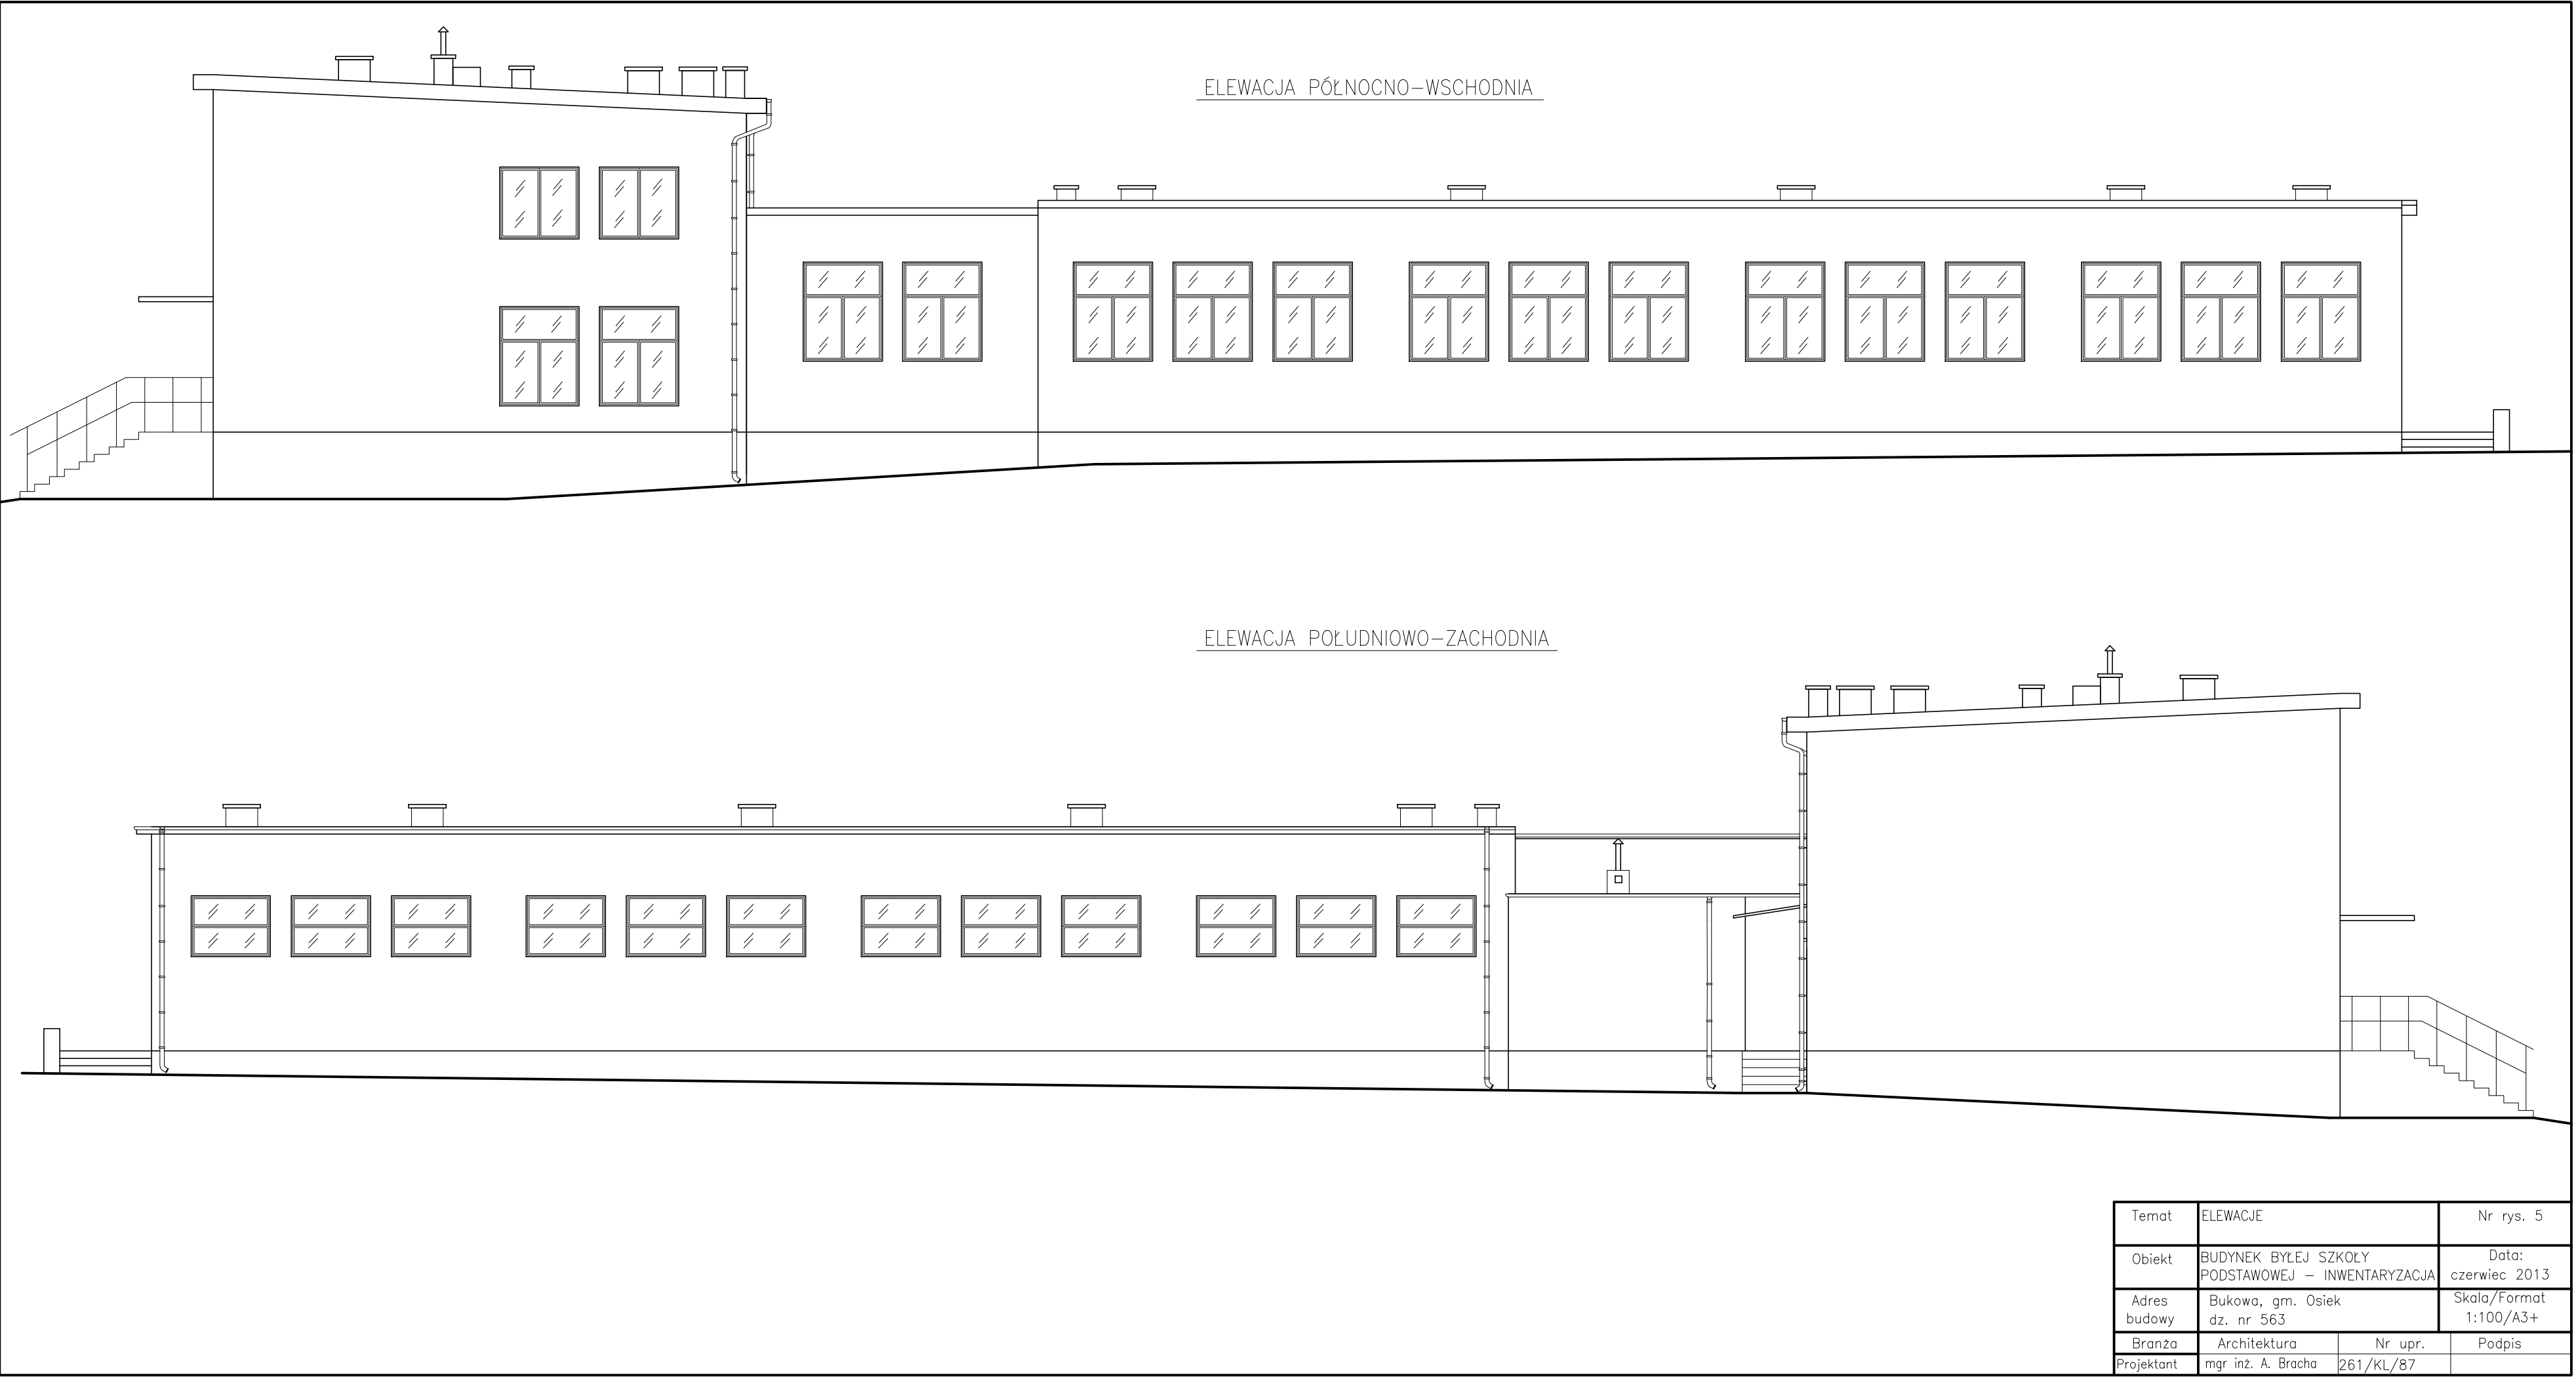 ELEWACJA PÓŁNOCNO-WSCHODNIA
ELEWACJA POŁUDNIOWO-ZACHODNIA
Temat
ELEWACJE
Nr rys. 5
Obiekt
BUDYNEK BYŁEJ SZKOŁY
PODSTAWOWEJ - INWENTARYZACJA
Data:
czerwiec 2013
Adres
budowy
Bukowa, gm. Osiek
dz. nr 563
Skala/Format
1:100/A3+
Branża
Architektura
Nr upr.
Podpis
Projektant
mgr inż. A. Bracha
261/KL/87